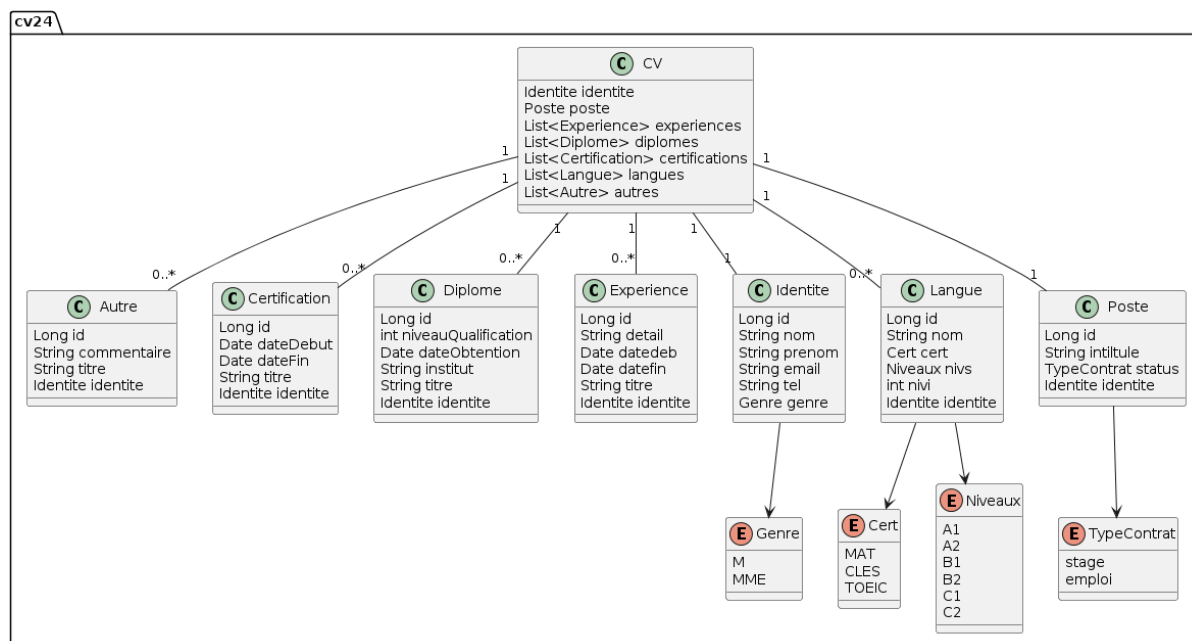 cv24
C CV
Identite identite
Poste poste
List<Experience> experiences
List<Diplome> diplomes
List<Certification> certifications
List<Langue> langues
List<Autre> autres
1
1
1
1
1
1
1
0..*
0..*
0..*
0..*
1
0..*
1
C Autre
Long id
String commentaire
String titre
Identite identite
C Certification
Long id
Date dateDebut
Date dateFin
String titre
Identite identite
C Diplome
Long id
int niveauQualification
Date dateObtention
String institut
String titre
Identite identite
C Experience
Long id
String detail
Date datedeb
Date datefin
String titre
Identite identite
C Identite
Long id
String nom
String prenom
String email
String tel
Genre genre
C Langue
Long id
String nom
Cert cert
Niveaux nivs
int nivi
Identite identite
C Poste
Long id
String intiltule
TypeContrat status
Identite identite
E Genre
M
MME
E Cert
MAT
CLES
TOEIC
E Niveaux
A1
A2
B1
B2
C1
C2
E TypeContrat
stage
emploi